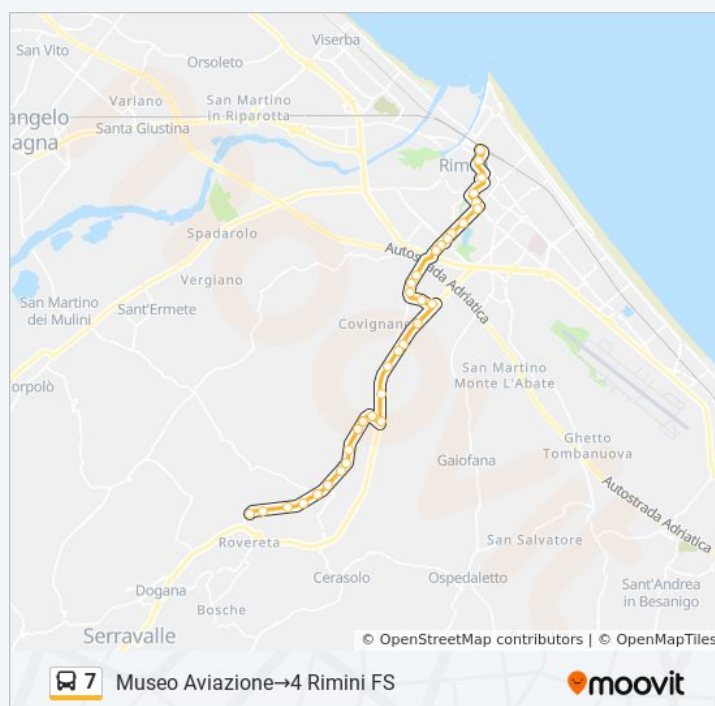 Viserba
San Vito
Orsoleto
Variano
San Martino
in Riparotta
angelo
agna
Santa Giustina
Rim
Spadarolo
Autostrada Adriatica
Vergiano
San Martino
dei Mulini
Sant'Ermete
Covignano
San Martino
Monte L'Abate
orpolò
Ghetto
Tombanuova
Gaiofana
Autostrada Adriatica
Rovereta
San Salvatore
Cerasolo
Ospedaletto
Dogana
Sant'Andrea
in Besanigo
Bosche
Serravalle
© OpenStreetMap contributors | © OpenMapTiles
7 Museo Aviazione→4 Rimini FS
moovit